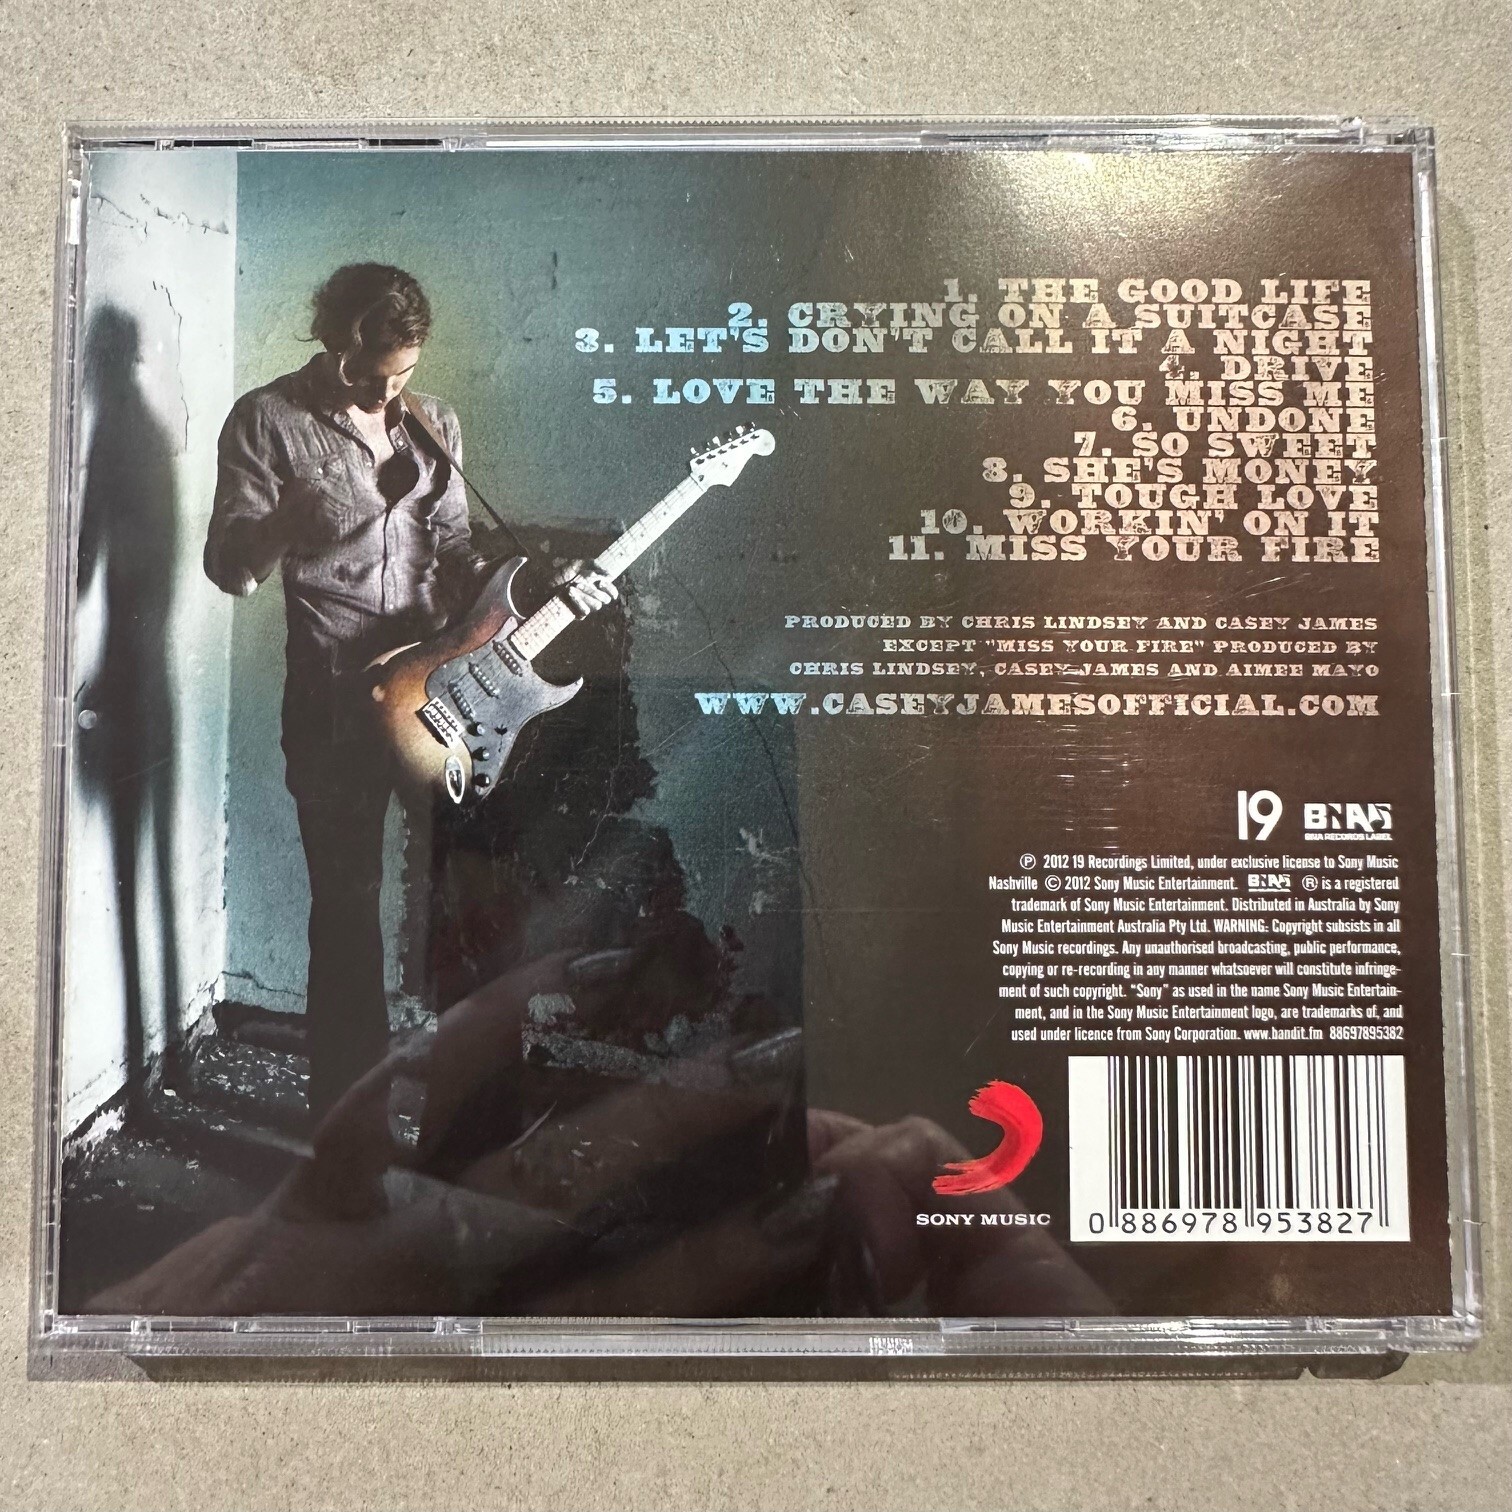 1. THE GOOD LIFE
2. CRYING ON A SUITCASE
3. LET'S DON'T CALL IT A NIGHT
4. DRIVE
5. LOVE THE WAY YOU MISS ME
6. UNDONE
7. SO SWEET
8. SHE'S MONEY
9. TOUGH LOVE
10. WORKIN' ON IT
11. MISS YOUR FIRE
PRODUCED BY CHRIS LINDSEY AND CASEY JAMES
EXCEPT "MISS YOUR FIRE" PRODUCED BY
CHRIS LINDSEY, CASEY JAMES AND AIMEE MAYO
WWW.CASEYJAMESOFFICIAL.COM
19 BNA
BNA RECORDS LABEL
℗ 2012 19 Recordings Limited, under exclusive license to Sony Music
Nashville © 2012 Sony Music Entertainment. BNA ® is a registered
trademark of Sony Music Entertainment. Distributed in Australia by Sony
Music Entertainment Australia Pty Ltd. WARNING: Copyright subsists in all
Sony Music recordings. Any unauthorised broadcasting, public performance,
copying or re-recording in any manner whatsoever will constitute infringe-
ment of such copyright. "Sony" as used in the name Sony Music Entertain-
ment, and in the Sony Music Entertainment logo, are trademarks of, and
used under licence from Sony Corporation. www.bandit.fm 88697895382
SONY MUSIC
0 886978 953827